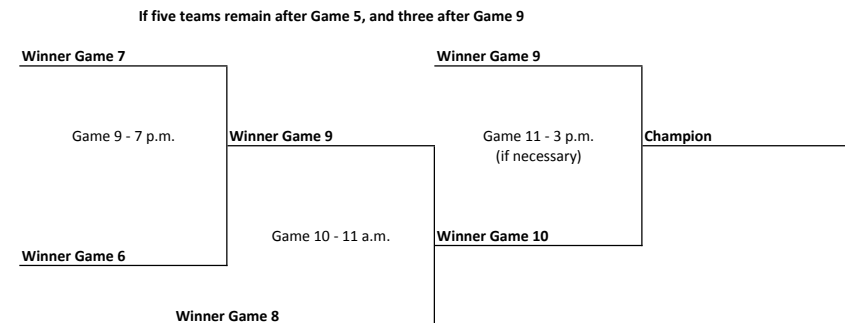 If five teams remain after Game 5, and three after Game 9
Winner Game 7
Winner Game 9
Game 9 - 7 p.m.
Winner Game 9
Game 11 - 3 p.m.
(if necessary)
Champion
Game 10 - 11 a.m.
Winner Game 10
Winner Game 6
Winner Game 8